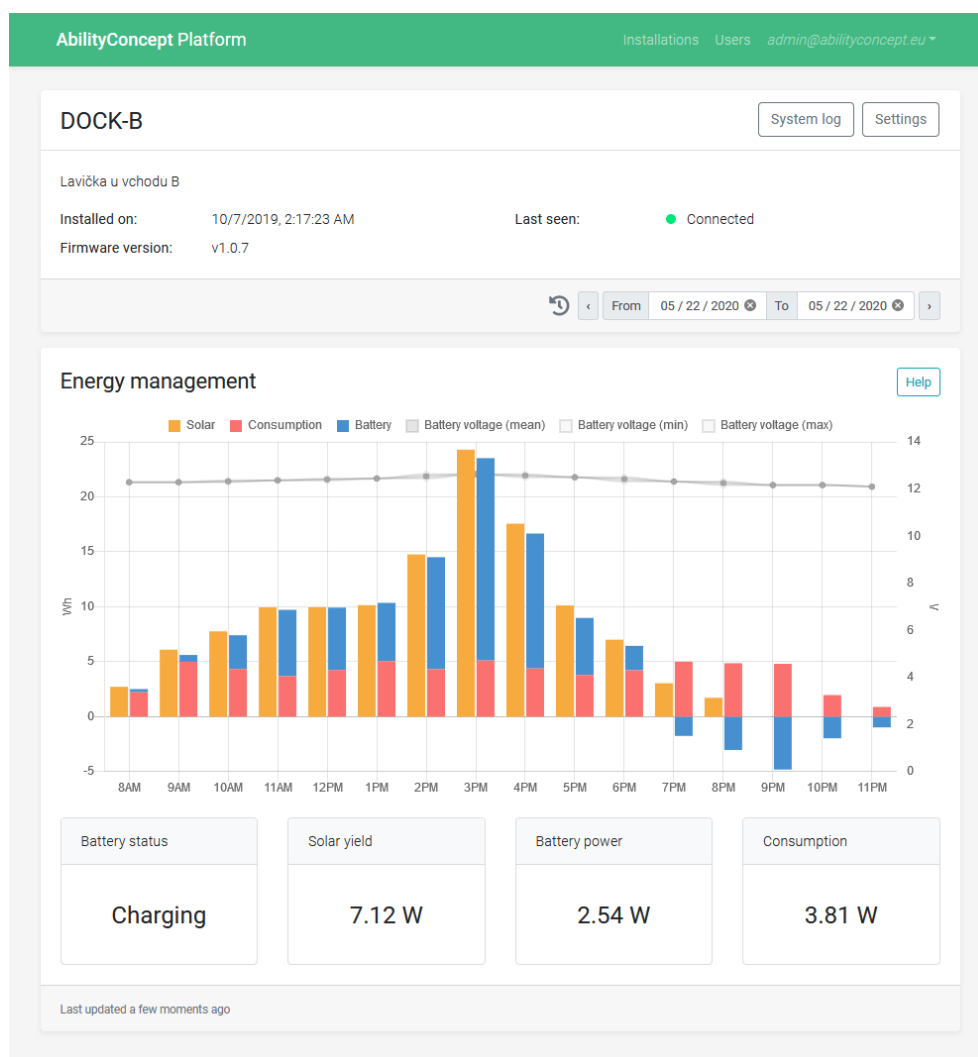 AbilityConcept Platform Installations Users admin@abilityconcept.eu
DOCK-B System log Settings
Lavička u vchodu B
Installed on: 10/7/2019, 2:17:23 AM Last seen: Connected
Firmware version: v1.0.7
‹ From 05 / 22 / 2020 To 05 / 22 / 2020 ›
Energy management Help
Solar Consumption Battery Battery voltage (mean) Battery voltage (min) Battery voltage (max)
25 14
20 12
15 10
10 8
5 6
0 4
-5 2
0
Wh
V
8AM 9AM 10AM 11AM 12PM 1PM 2PM 3PM 4PM 5PM 6PM 7PM 8PM 9PM 10PM 11PM
Battery status Solar yield Battery power Consumption
Charging 7.12 W 2.54 W 3.81 W
Last updated a few moments ago